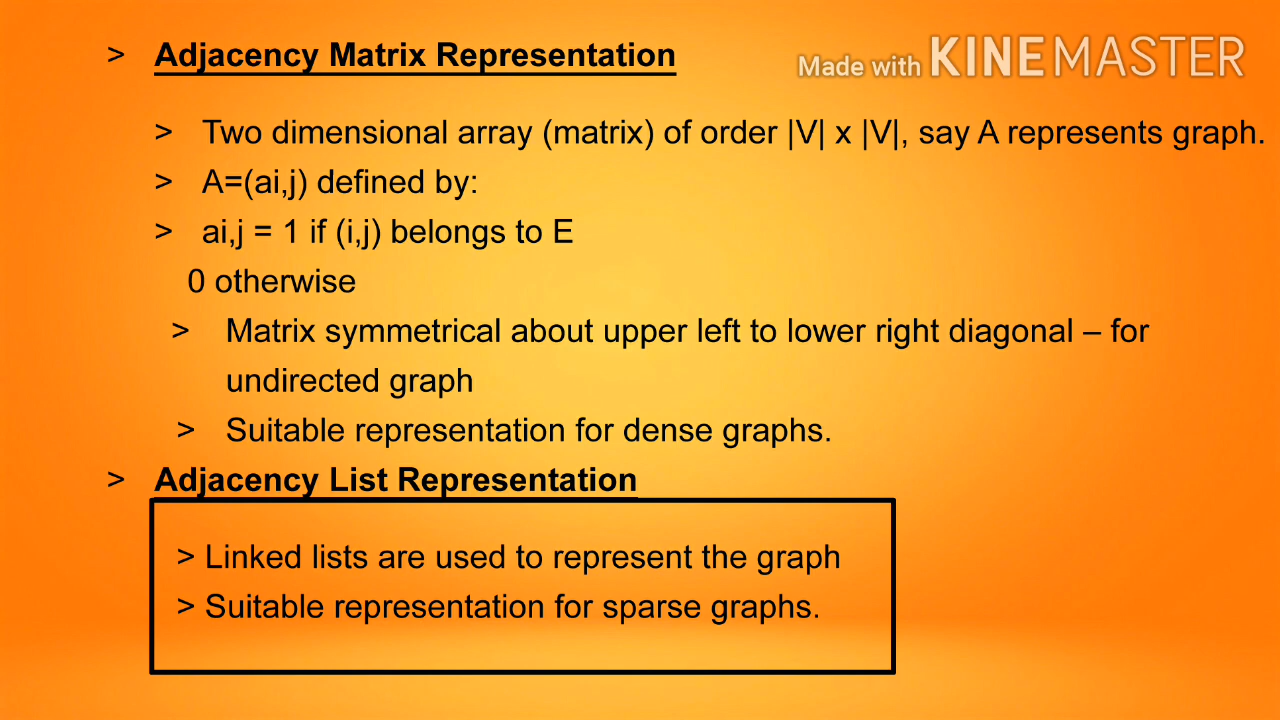 > Adjacency Matrix Representation
Made with KINEMASTER
> Two dimensional array (matrix) of order |V| x |V|, say A represents graph.
> A=(ai,j) defined by:
> ai,j = 1 if (i,j) belongs to E
0 otherwise
> Matrix symmetrical about upper left to lower right diagonal – for
undirected graph
> Suitable representation for dense graphs.
> Adjacency List Representation
> Linked lists are used to represent the graph
> Suitable representation for sparse graphs.